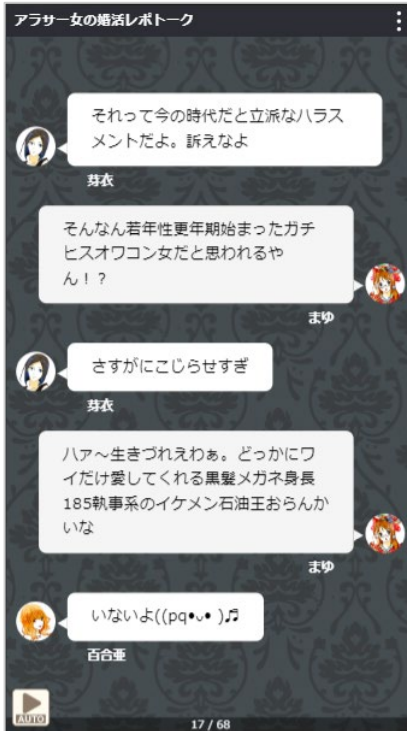 アラサー女の婚活レポトーク
それって今の時代だと立派なハラス
メントだよ。訴えなよ
芽衣
そんなん若年性更年期始まったガチ
ヒスオワコン女だと思われるや
ん！？
まゆ
さすがにこじらせすぎ
芽衣
ハァ～生きづれえわぁ。どっかにワ
イだけ愛してくれる黒髪メガネ身長
185執事系のイケメン石油王おらんか
いな
まゆ
いないよ((pq•ᴗ• )♬
百合亜
AUTO
17 / 68